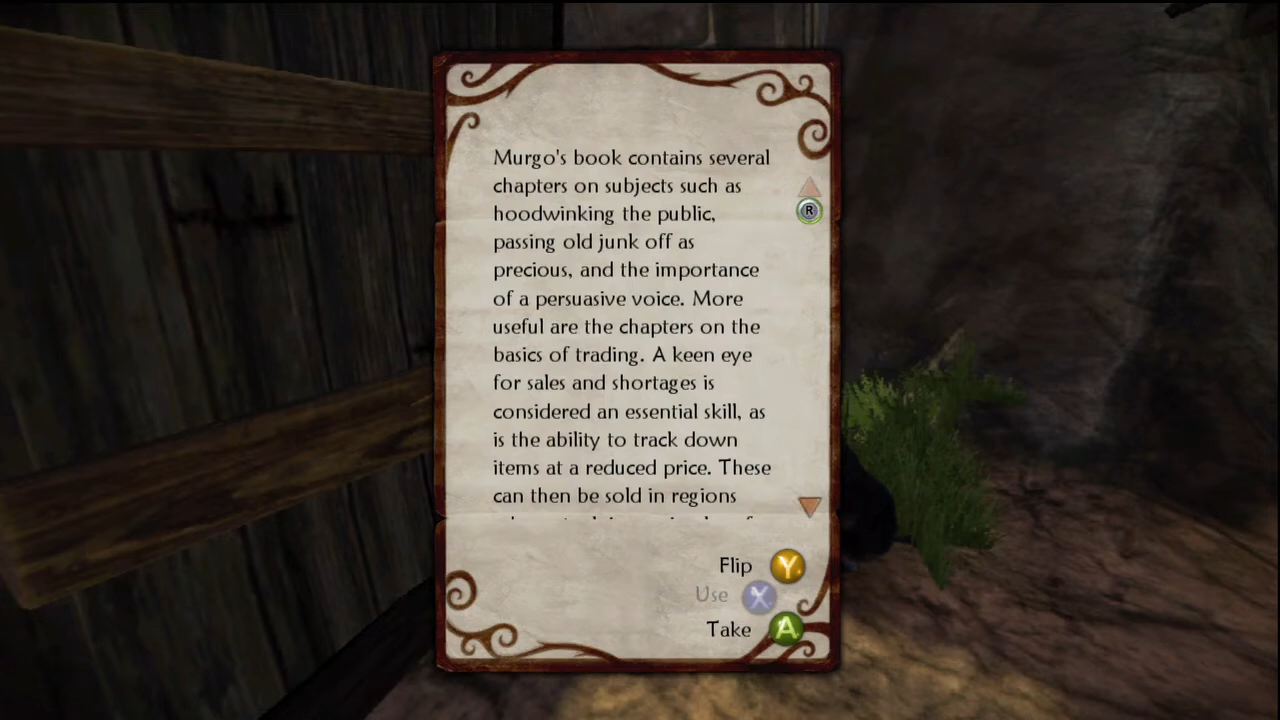 Murgo's book contains several
chapters on subjects such as
hoodwinking the public,
passing old junk off as
precious, and the importance
of a persuasive voice. More
useful are the chapters on the
basics of trading. A keen eye
for sales and shortages is
considered an essential skill, as
is the ability to track down
items at a reduced price. These
can then be sold in regions
R
Flip Y
Use X
Take A